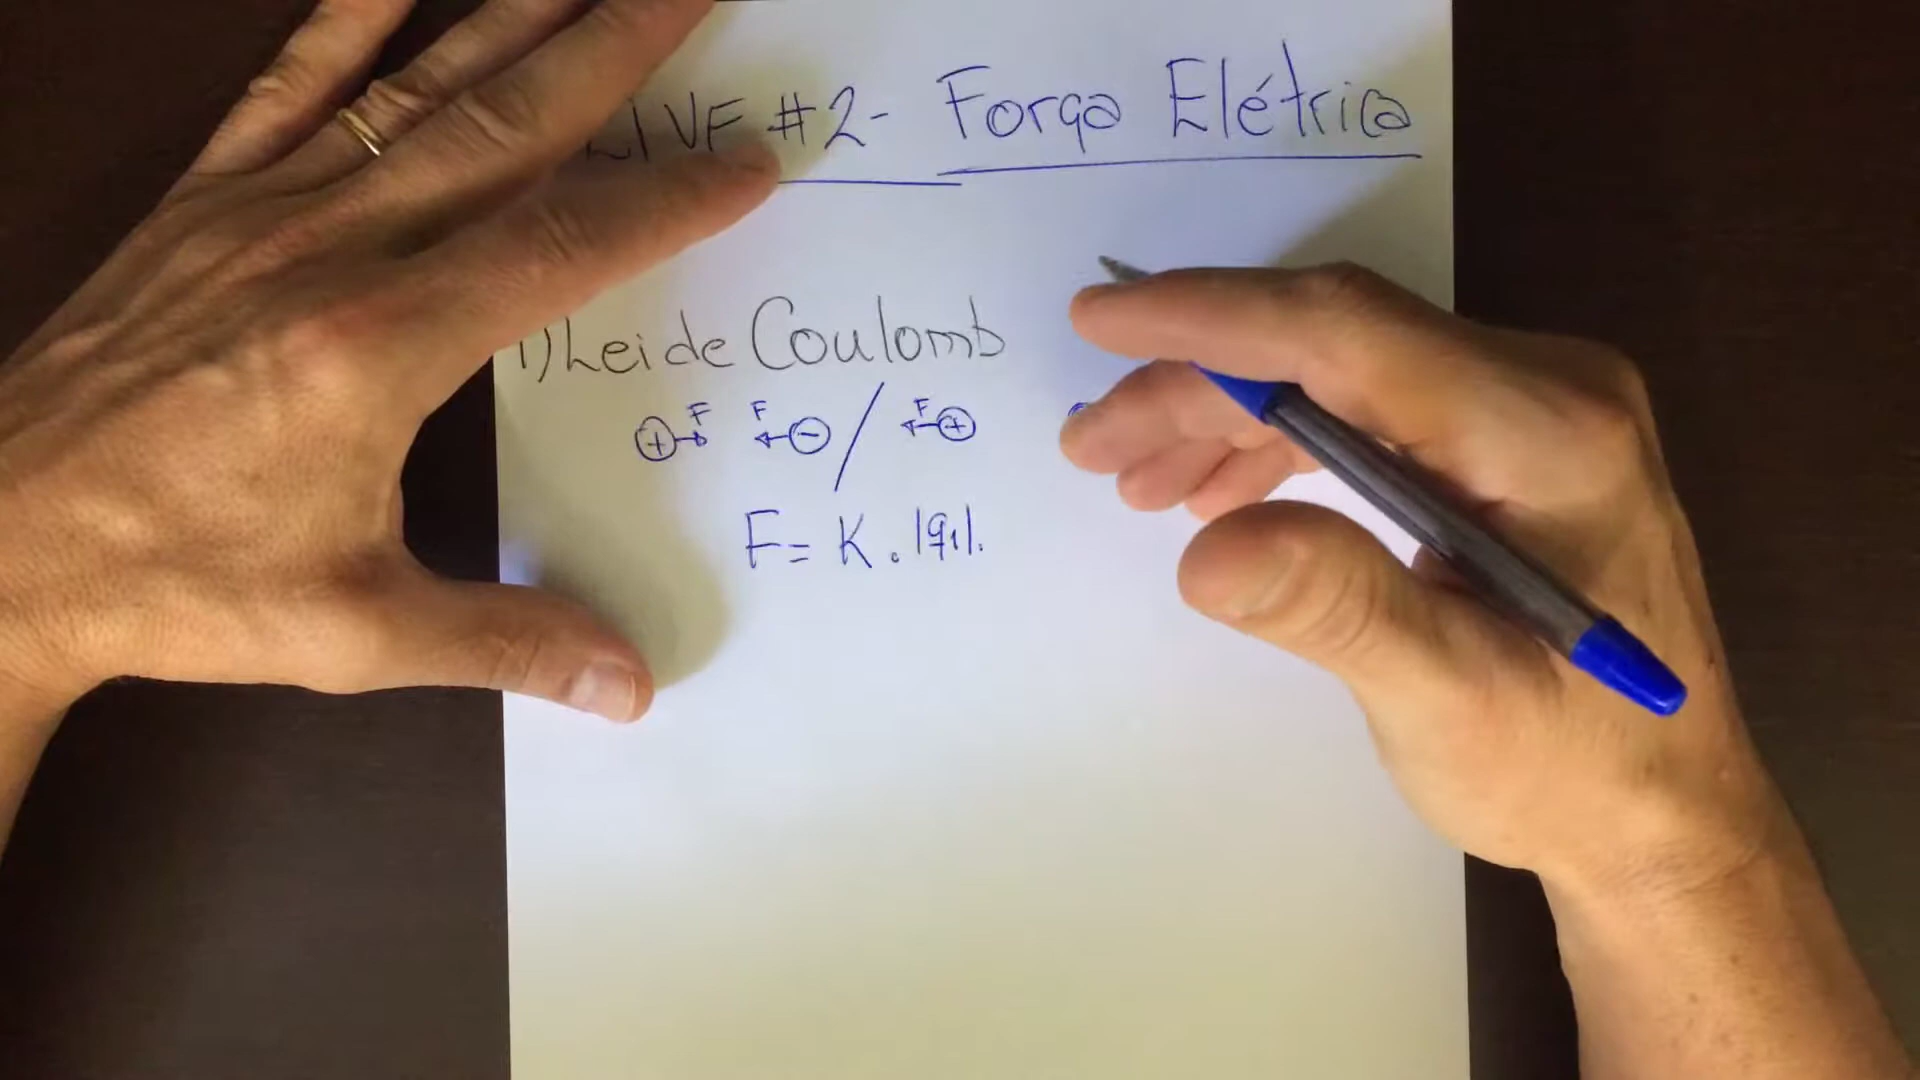 LIVE #2- Força Elétrica
1) Lei de Coulomb
+ F F - / F +
F = K . |q₁|.